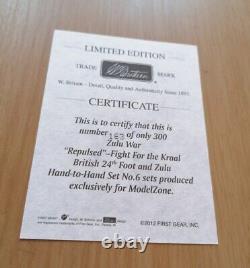 LIMITED EDITION
TRADE W. Britain MARK
W. Britain – Detail, Quality and Authenticity Since 1893.
CERTIFICATE
This is to certify that this
number of only 300
Zulu War
"Repulsed"-Fight For the Kraal
British 24th Foot and Zulu
Hand-to-Hand Set No.6 sets produced
exclusively for ModelZone.
©2012 FIRST GEAR, INC.